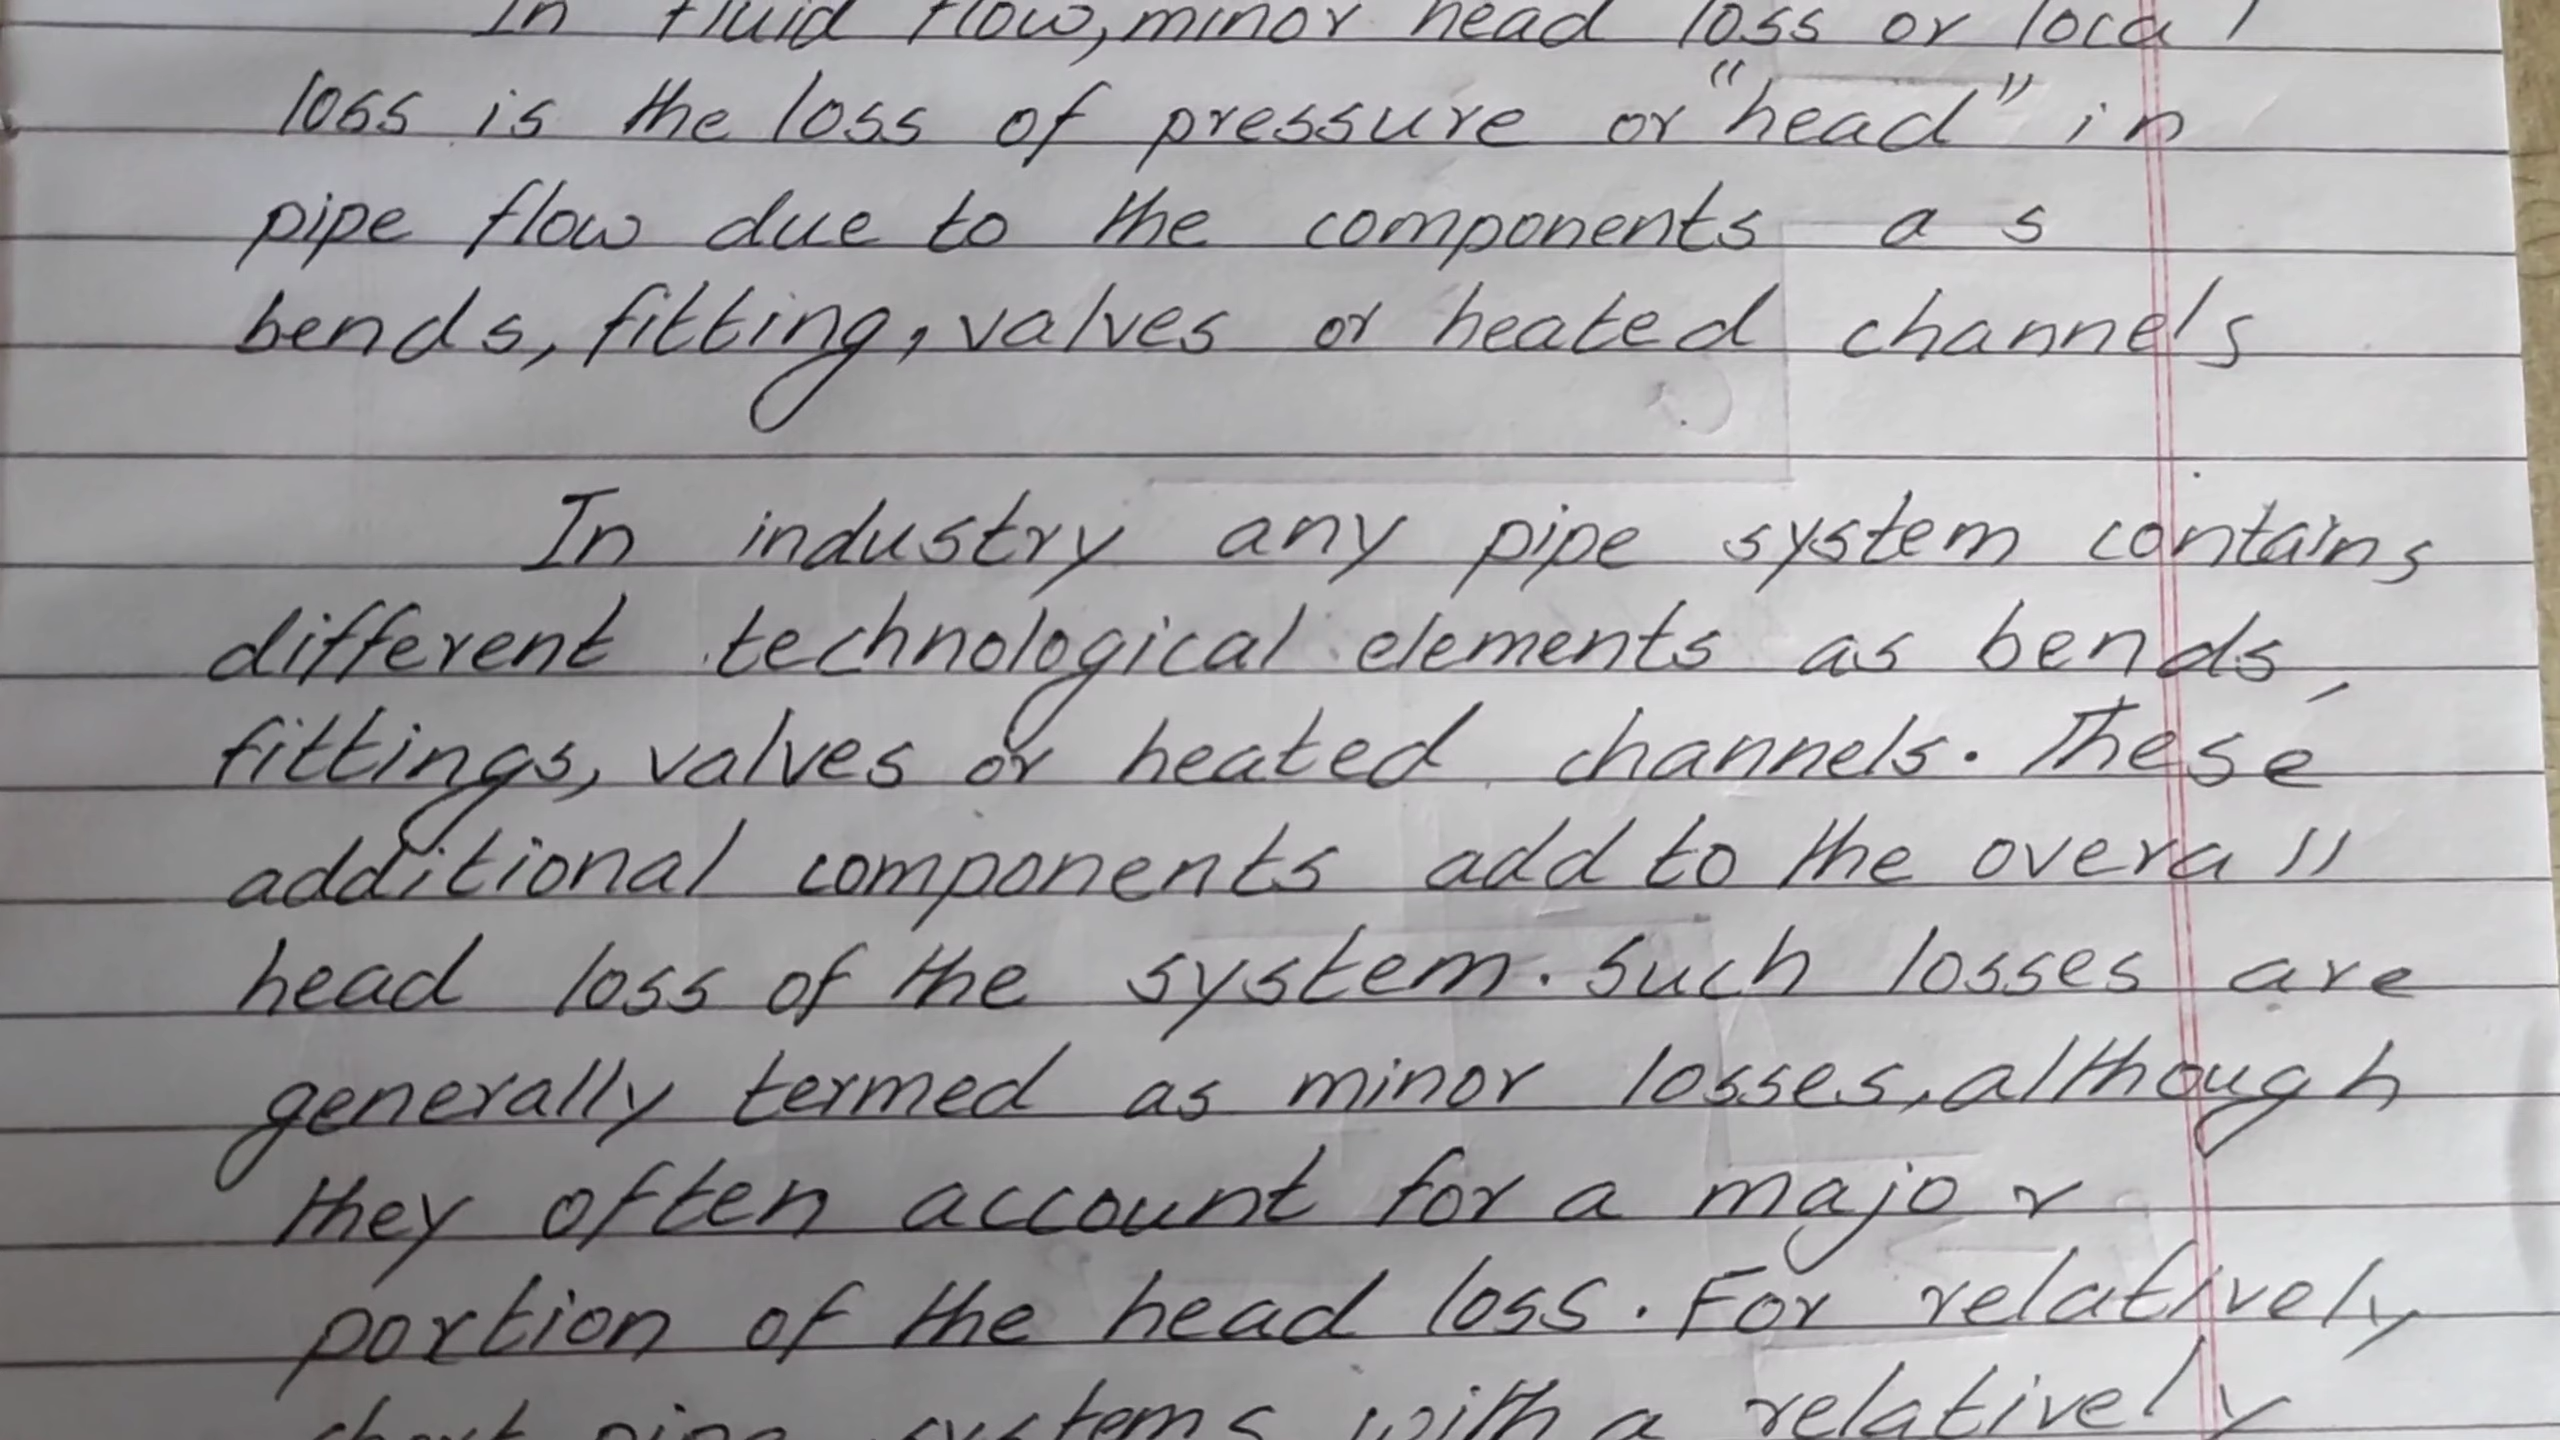 In fluid flow, minor head loss or local
loss is the loss of pressure or "head" in
pipe flow due to the components as
bends, fitting, valves or heated channels
In industry any pipe system contains
different technological elements as bends,
fittings, valves or heated channels. These
additional components add to the overall
head loss of the system. Such losses are
generally termed as minor losses, although
they often account for a major
portion of the head loss. For relatively
short pipe systems with a relatively